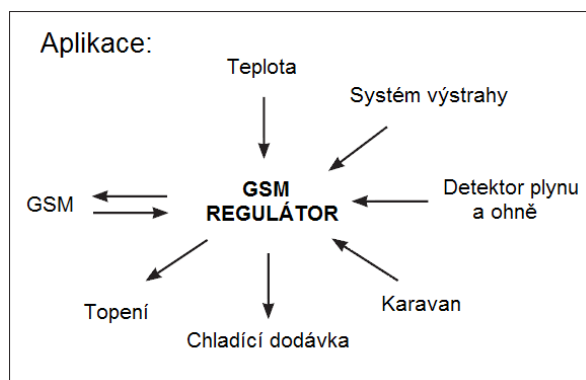 Aplikace:
Teplota
Systém výstrahy
GSM
GSM
REGULÁTOR
Detektor plynu
a ohně
Topení
Chladící dodávka
Karavan